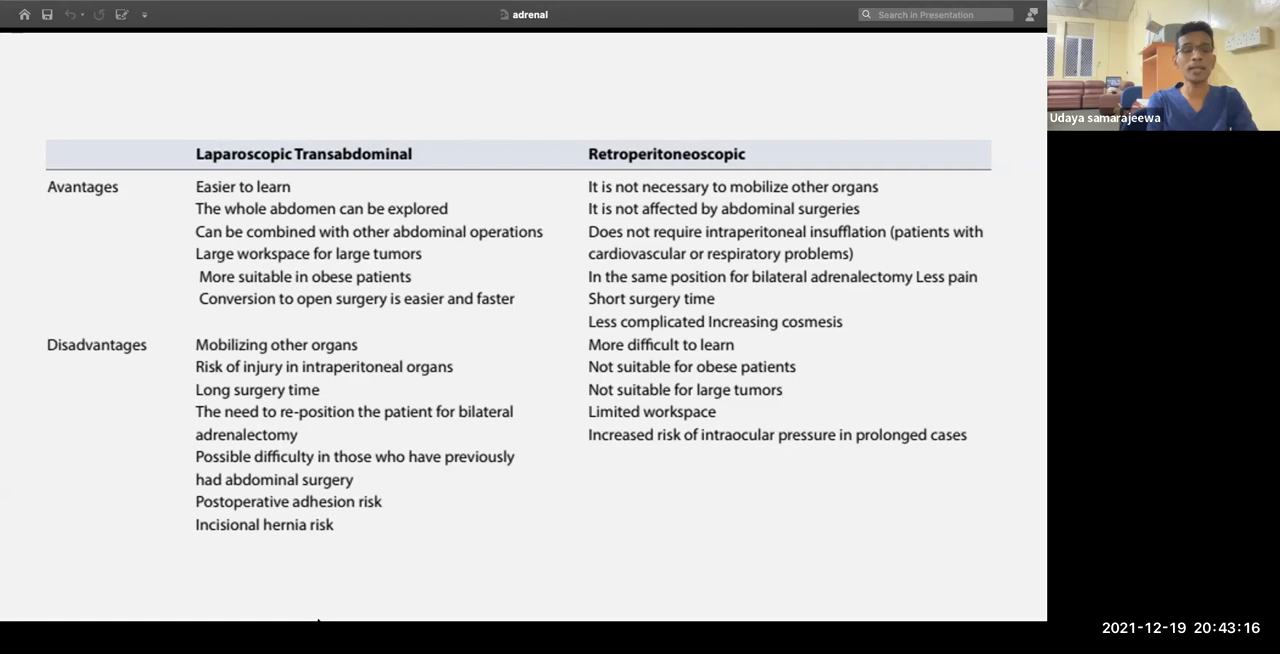 adrenal
Search in Presentation
Udaya samarajeewa
Laparoscopic Transabdominal Retroperitoneoscopic
Avantages Easier to learn It is not necessary to mobilize other organs
The whole abdomen can be explored It is not affected by abdominal surgeries
Can be combined with other abdominal operations Does not require intraperitoneal insufflation (patients with
Large workspace for large tumors cardiovascular or respiratory problems)
More suitable in obese patients In the same position for bilateral adrenalectomy Less pain
Conversion to open surgery is easier and faster Short surgery time
Less complicated Increasing cosmesis
Disadvantages Mobilizing other organs More difficult to learn
Risk of injury in intraperitoneal organs Not suitable for obese patients
Long surgery time Not suitable for large tumors
The need to re-position the patient for bilateral Limited workspace
adrenalectomy Increased risk of intraocular pressure in prolonged cases
Possible difficulty in those who have previously
had abdominal surgery
Postoperative adhesion risk
Incisional hernia risk
2021-12-19 20:43:16